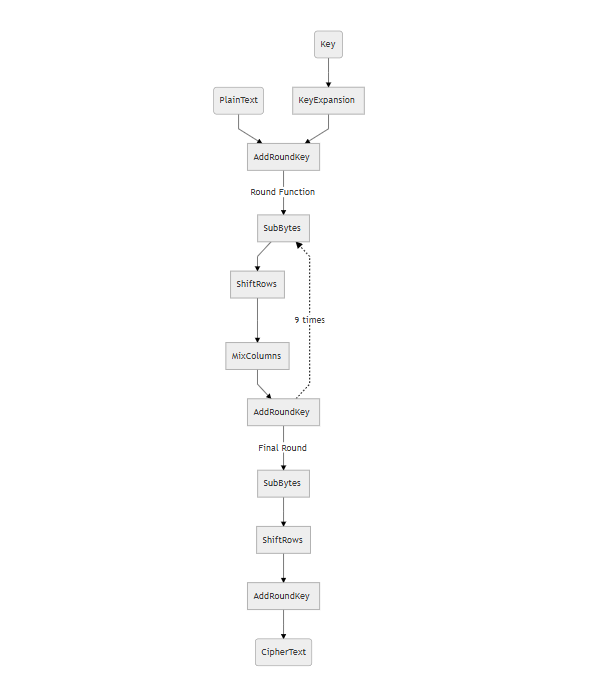 Key
PlainText
KeyExpansion
AddRoundKey
Round Function
SubBytes
ShiftRows
9 times
MixColumns
AddRoundKey
Final Round
SubBytes
ShiftRows
AddRoundKey
CipherText